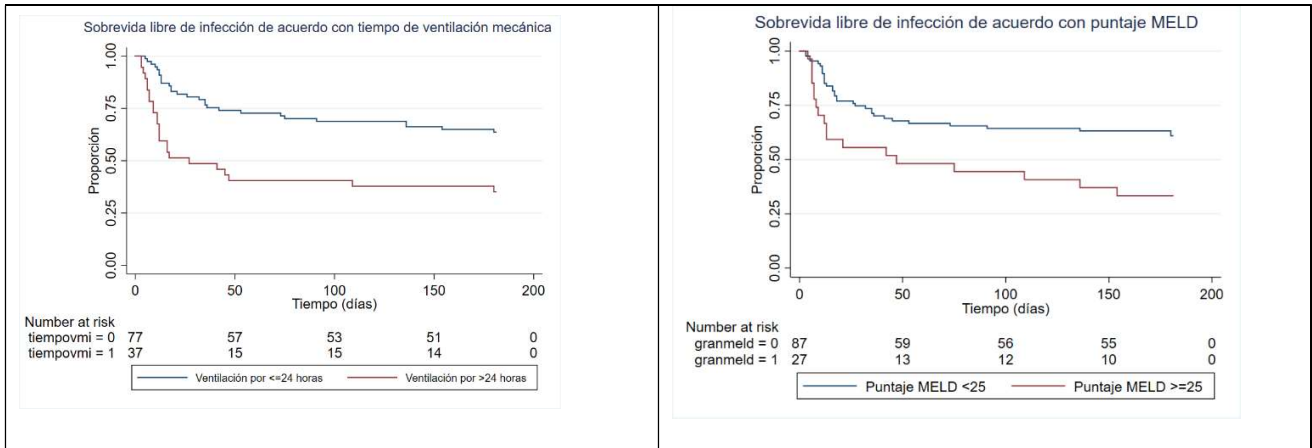 Sobrevida libre de infección de acuerdo con tiempo de ventilación mecánica
1.00
0.75
0.50
0.25
0.00
Proporción
0 50 100 150 200
Tiempo (días)
Number at risk
tiempovmi = 0 77 57 53 51 0
tiempovmi = 1 37 15 15 14 0
Ventilación por <=24 horas Ventilación por >24 horas
Sobrevida libre de infección de acuerdo con puntaje MELD
1.00
0.75
0.50
0.25
0.00
Proporción
0 50 100 150 200
Tiempo (días)
Number at risk
granmeld = 0 87 59 56 55 0
granmeld = 1 27 13 12 10 0
Puntaje MELD <25 Puntaje MELD >=25